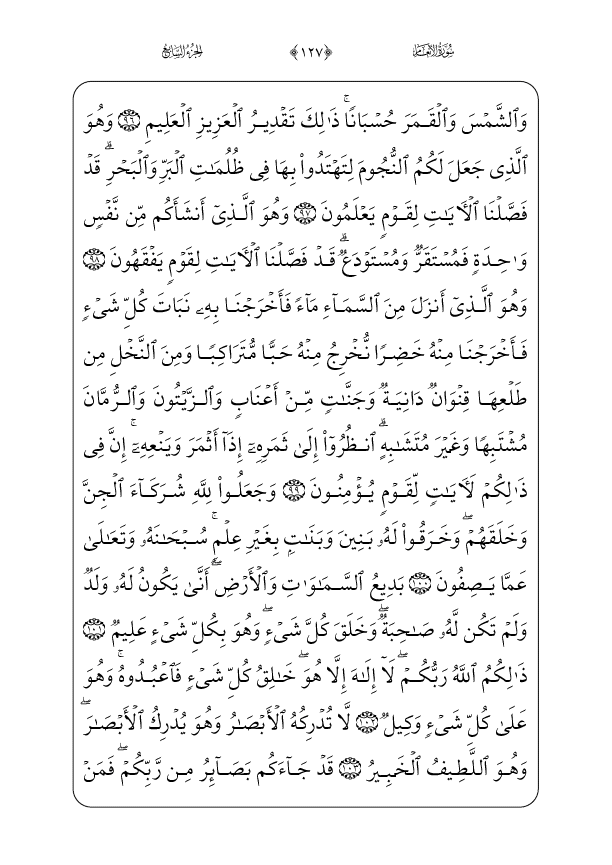 سُورَةُ الأَنْعَامِ ﴿١٢٧﴾ الجُزْءُ السَّابِعُ
وَٱلشَّمۡسَ وَٱلۡقَمَرَ حُسۡبَانٗاۚ ذَٰلِكَ تَقۡدِيرُ ٱلۡعَزِيزِ ٱلۡعَلِيمِ ٩٦ وَهُوَ
ٱلَّذِي جَعَلَ لَكُمُ ٱلنُّجُومَ لِتَهۡتَدُواْ بِهَا فِي ظُلُمَٰتِ ٱلۡبَرِّ وَٱلۡبَحۡرِۗ قَدۡ
فَصَّلۡنَا ٱلۡأٓيَٰتِ لِقَوۡمٖ يَعۡلَمُونَ ٩٧ وَهُوَ ٱلَّذِيٓ أَنشَأَكُم مِّن نَّفۡسٖ
وَٰحِدَةٖ فَمُسۡتَقَرّٞ وَمُسۡتَوۡدَعٞۗ قَدۡ فَصَّلۡنَا ٱلۡأٓيَٰتِ لِقَوۡمٖ يَفۡقَهُونَ ٩٨
وَهُوَ ٱلَّذِيٓ أَنزَلَ مِنَ ٱلسَّمَآءِ مَآءٗ فَأَخۡرَجۡنَا بِهِۦ نَبَاتَ كُلِّ شَيۡءٖ
فَأَخۡرَجۡنَا مِنۡهُ خَضِرٗا نُّخۡرِجُ مِنۡهُ حَبّٗا مُّتَرَاكِبٗا وَمِنَ ٱلنَّخۡلِ مِن
طَلۡعِهَا قِنۡوَانٞ دَانِيَةٞ وَجَنَّٰتٖ مِّنۡ أَعۡنَابٖ وَٱلزَّيۡتُونَ وَٱلرُّمَّانَ
مُشۡتَبِهٗا وَغَيۡرَ مُتَشَٰبِهٍۗ ٱنظُرُوٓاْ إِلَىٰ ثَمَرِهِۦٓ إِذَآ أَثۡمَرَ وَيَنۡعِهِۦٓۚ إِنَّ فِي
ذَٰلِكُمۡ لَأٓيَٰتٖ لِّقَوۡمٖ يُؤۡمِنُونَ ٩٩ وَجَعَلُواْ لِلَّهِ شُرَكَآءَ ٱلۡجِنَّ
وَخَلَقَهُمۡۖ وَخَرَقُواْ لَهُۥ بَنِينَ وَبَنَٰتِۭ بِغَيۡرِ عِلۡمٖۚ سُبۡحَٰنَهُۥ وَتَعَٰلَىٰ
عَمَّا يَصِفُونَ ١٠٠ بَدِيعُ ٱلسَّمَٰوَٰتِ وَٱلۡأَرۡضِۖ أَنَّىٰ يَكُونُ لَهُۥ وَلَدٞ
وَلَمۡ تَكُن لَّهُۥ صَٰحِبَةٞۖ وَخَلَقَ كُلَّ شَيۡءٖۖ وَهُوَ بِكُلِّ شَيۡءٍ عَلِيمٞ ١٠١
ذَٰلِكُمُ ٱللَّهُ رَبُّكُمۡۖ لَآ إِلَٰهَ إِلَّا هُوَۖ خَٰلِقُ كُلِّ شَيۡءٖ فَٱعۡبُدُوهُۚ وَهُوَ
عَلَىٰ كُلِّ شَيۡءٖ وَكِيلٞ ١٠٢ لَّا تُدۡرِكُهُ ٱلۡأَبۡصَٰرُ وَهُوَ يُدۡرِكُ ٱلۡأَبۡصَٰرَۖ
وَهُوَ ٱللَّطِيفُ ٱلۡخَبِيرُ ١٠٣ قَدۡ جَآءَكُم بَصَآئِرُ مِن رَّبِّكُمۡۖ فَمَنۡ